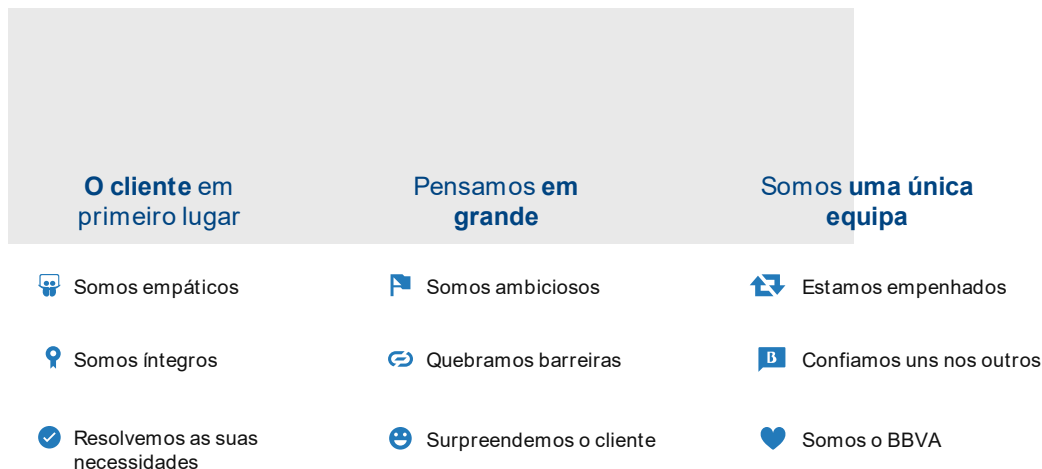 O cliente em
primeiro lugar
Somos empáticos
Somos íntegros
Resolvemos as suas
necessidades
Pensamos em
grande
Somos ambiciosos
Quebramos barreiras
Surpreendemos o cliente
Somos uma única
equipa
Estamos empenhados
B
Confiamos uns nos outros
Somos o BBVA